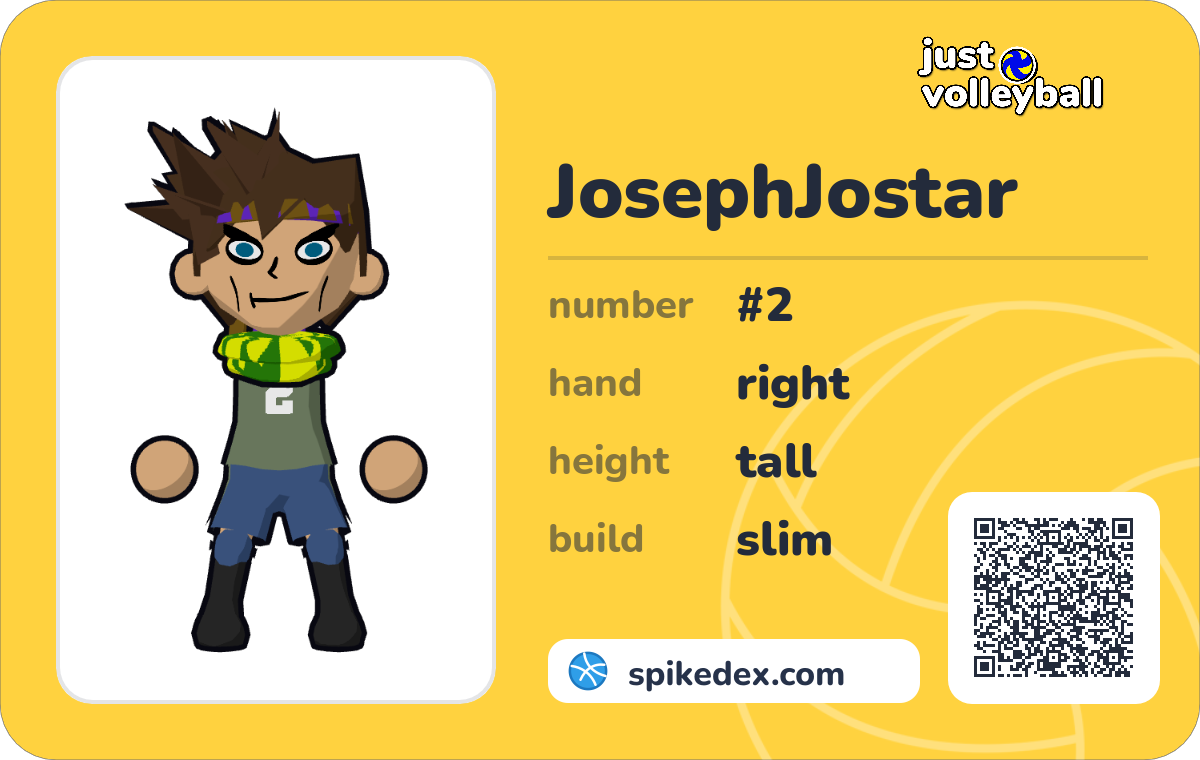 just
volleyball
JosephJostar
number #2
hand right
height tall
build slim
spikedex.com